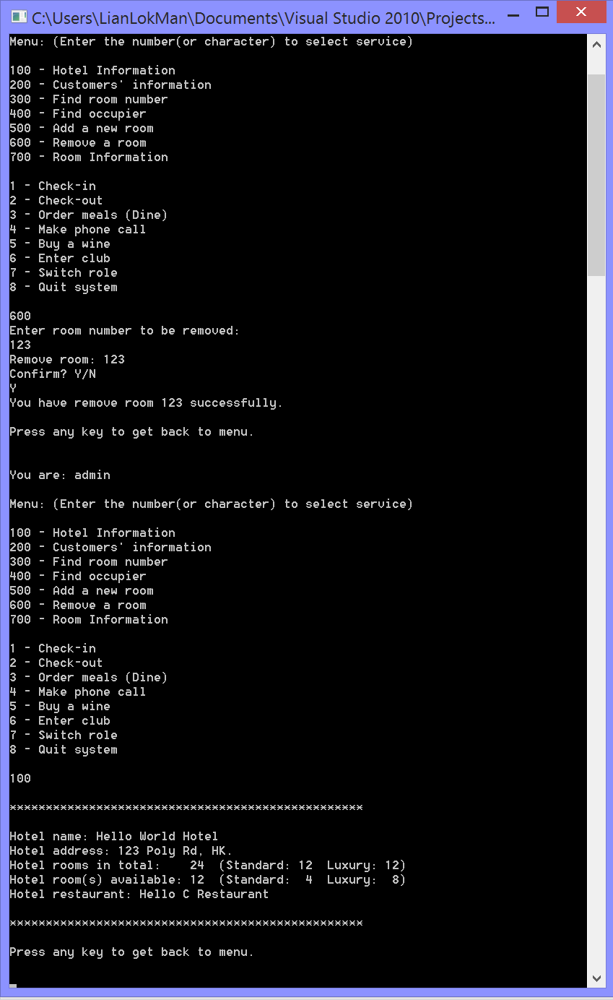 C:\Users\LianLokMan\Documents\Visual Studio 2010\Projects...
Menu: (Enter the number(or character) to select service)
100 - Hotel Information
200 - Customers' information
300 - Find room number
400 - Find occupier
500 - Add a new room
600 - Remove a room
700 - Room Information
1 - Check-in
2 - Check-out
3 - Order meals (Dine)
4 - Make phone call
5 - Buy a wine
6 - Enter club
7 - Switch role
8 - Quit system
600
Enter room number to be removed:
123
Remove room: 123
Confirm? Y/N
Y
You have remove room 123 successfully.
Press any key to get back to menu.
You are: admin
Menu: (Enter the number(or character) to select service)
100 - Hotel Information
200 - Customers' information
300 - Find room number
400 - Find occupier
500 - Add a new room
600 - Remove a room
700 - Room Information
1 - Check-in
2 - Check-out
3 - Order meals (Dine)
4 - Make phone call
5 - Buy a wine
6 - Enter club
7 - Switch role
8 - Quit system
100
*************************************************
Hotel name: Hello World Hotel
Hotel address: 123 Poly Rd, HK.
Hotel rooms in total:    24  (Standard: 12  Luxury: 12)
Hotel room(s) available: 12  (Standard:  4  Luxury:  8)
Hotel restaurant: Hello C Restaurant
*************************************************
Press any key to get back to menu.